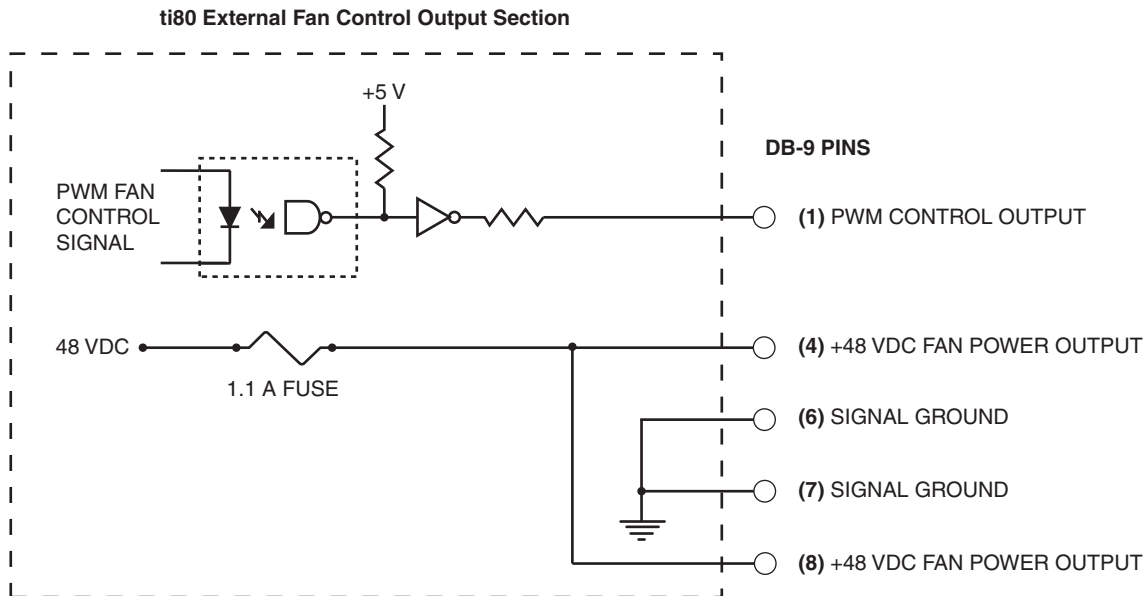 ti80 External Fan Control Output Section
+5 V
DB-9 PINS
PWM FAN
CONTROL
SIGNAL
(1) PWM CONTROL OUTPUT
48 VDC
(4) +48 VDC FAN POWER OUTPUT
1.1 A FUSE
(6) SIGNAL GROUND
(7) SIGNAL GROUND
(8) +48 VDC FAN POWER OUTPUT